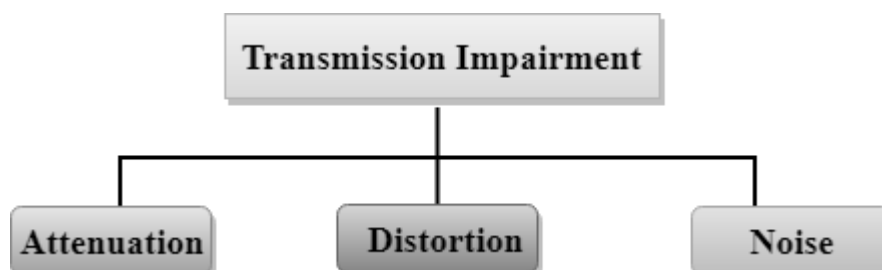 Transmission Impairment
Attenuation
Distortion
Noise